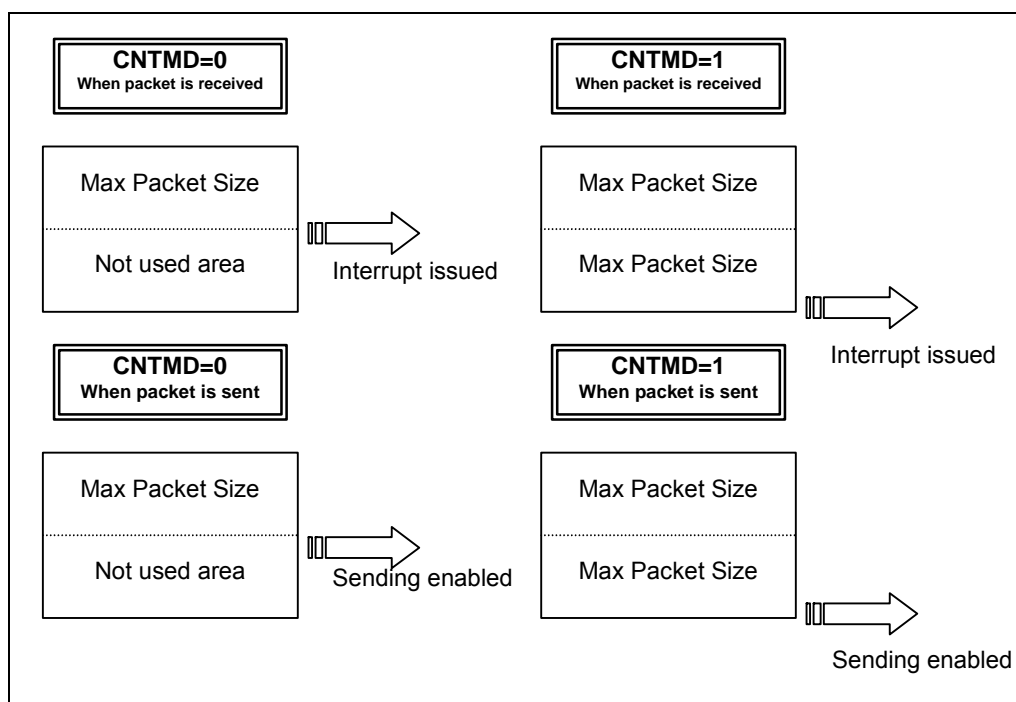 CNTMD=0
When packet is received
CNTMD=1
When packet is received
Max Packet Size
Not used area
Interrupt issued
Max Packet Size
Max Packet Size
Interrupt issued
CNTMD=0
When packet is sent
CNTMD=1
When packet is sent
Max Packet Size
Not used area
Sending enabled
Max Packet Size
Max Packet Size
Sending enabled